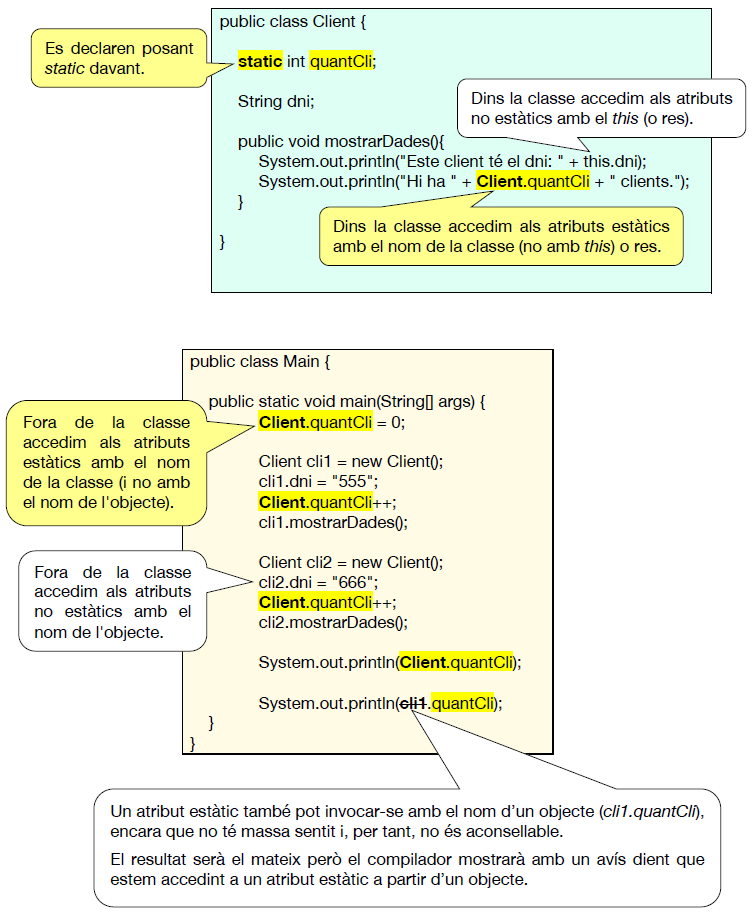 public class Client {
Es declaren posant
static davant.
static int quantCli;
String dni;
Dins la classe accedim als atributs
no estàtics amb el this (o res).
public void mostrarDades(){
System.out.println("Este client té el dni: " + this.dni);
System.out.println("Hi ha " + Client.quantCli + " clients.");
}
Dins la classe accedim als atributs estàtics
amb el nom de la classe (no amb this) o res.
}
public class Main {
public static void main(String[] args) {
Client.quantCli = 0;
Fora de la classe
accedim als atributs
estàtics amb el nom
de la classe (i no amb
el nom de l'objecte).
Client cli1 = new Client();
cli1.dni = "555";
Client.quantCli++;
cli1.mostrarDades();
Fora de la classe
accedim als atributs
no estàtics amb el
nom de l'objecte.
Client cli2 = new Client();
cli2.dni = "666";
Client.quantCli++;
cli2.mostrarDades();
System.out.println(Client.quantCli);
System.out.println(cli1.quantCli);
}
}
Un atribut estàtic també pot invocar-se amb el nom d'un objecte (cli1.quantCli),
encara que no té massa sentit i, per tant, no és aconsellable.
El resultat serà el mateix però el compilador mostrarà amb un avís dient que
estem accedint a un atribut estàtic a partir d'un objecte.